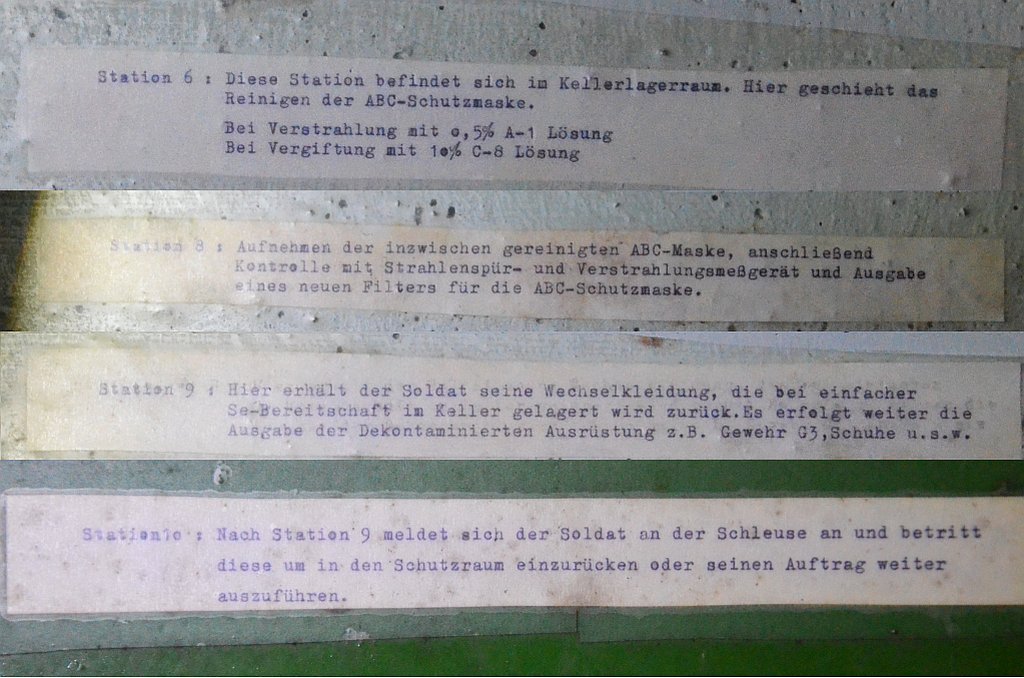 Station 6 : Diese Station befindet sich im Kellerlagerraum. Hier geschieht das
Reinigen der ABC-Schutzmaske.
Bei Verstrahlung mit o,5% A-1 Lösung
Bei Vergiftung mit 1o% C-8 Lösung
Station 8 : Aufnehmen der inzwischen gereinigten ABC-Maske, anschließend
Kontrolle mit Strahlenspür- und Verstrahlungsmeßgerät und Ausgabe
eines neuen Filters für die ABC-Schutzmaske.
Station 9 : Hier erhält der Soldat seine Wechselkleidung, die bei einfacher
Se-Bereitschaft im Keller gelagert wird zurück.Es erfolgt weiter die
Ausgabe der Dekontaminierten Ausrüstung z.B. Gewehr G3,Schuhe u.s.w.
Station1o : Nach Station 9 meldet sich der Soldat an der Schleuse an und betritt
diese um in den Schutzraum einzurücken oder seinen Auftrag weiter
auszuführen.